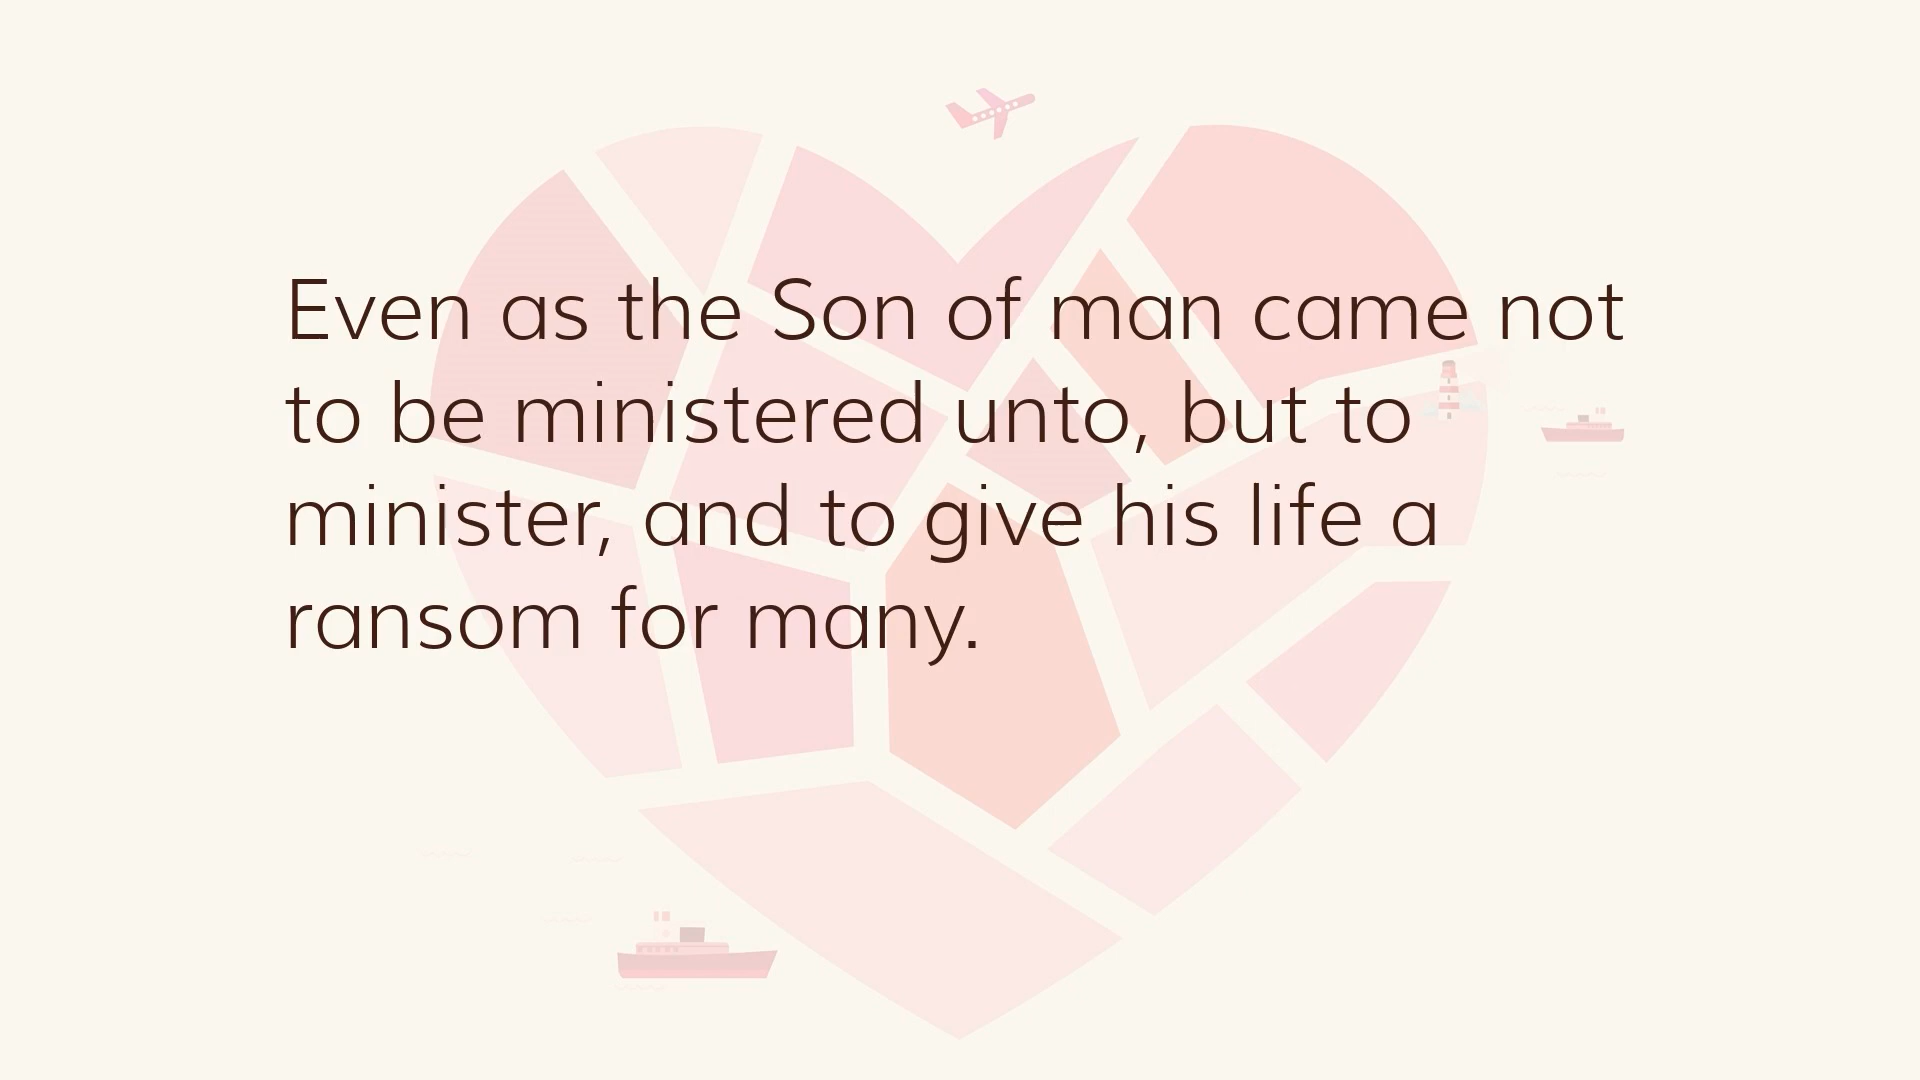 Even as the Son of man came not
to be ministered unto, but to
minister, and to give his life a
ransom for many.